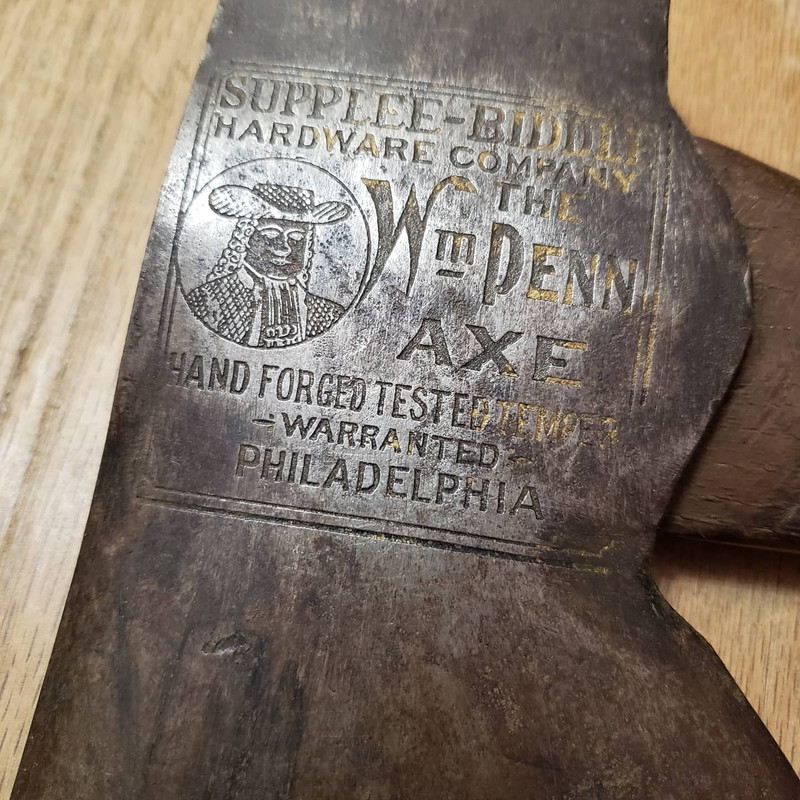 SUPPLEE-BIDDLE
HARDWARE COMPANY
THE
Wm PENN
AXE
HAND FORGED TESTED TEMPER
-WARRANTED-
PHILADELPHIA